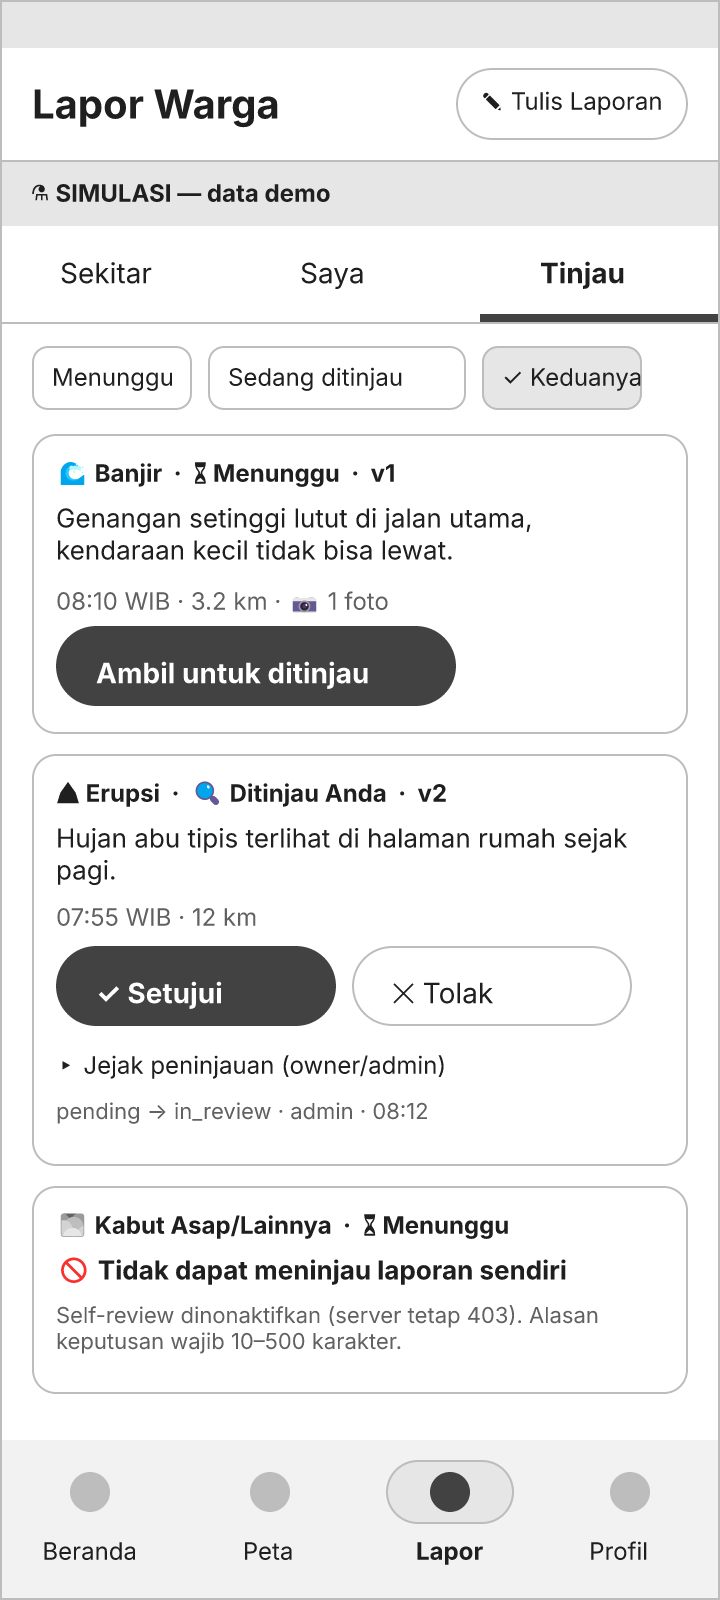 Lapor Warga
✎ Tulis Laporan
⚗ SIMULASI — data demo
Sekitar Saya Tinjau
Menunggu Sedang ditinjau ✓ Keduanya
🌊 Banjir · ⏳ Menunggu · v1
Genangan setinggi lutut di jalan utama,
kendaraan kecil tidak bisa lewat.
08:10 WIB · 3.2 km · 📷 1 foto
Ambil untuk ditinjau
▲ Erupsi · 🔍 Ditinjau Anda · v2
Hujan abu tipis terlihat di halaman rumah sejak
pagi.
07:55 WIB · 12 km
✓ Setujui
✕ Tolak
▸ Jejak peninjauan (owner/admin)
pending → in_review · admin · 08:12
🌫 Kabut Asap/Lainnya · ⏳ Menunggu
🚫 Tidak dapat meninjau laporan sendiri
Self-review dinonaktifkan (server tetap 403). Alasan
keputusan wajib 10–500 karakter.
Beranda Peta Lapor Profil